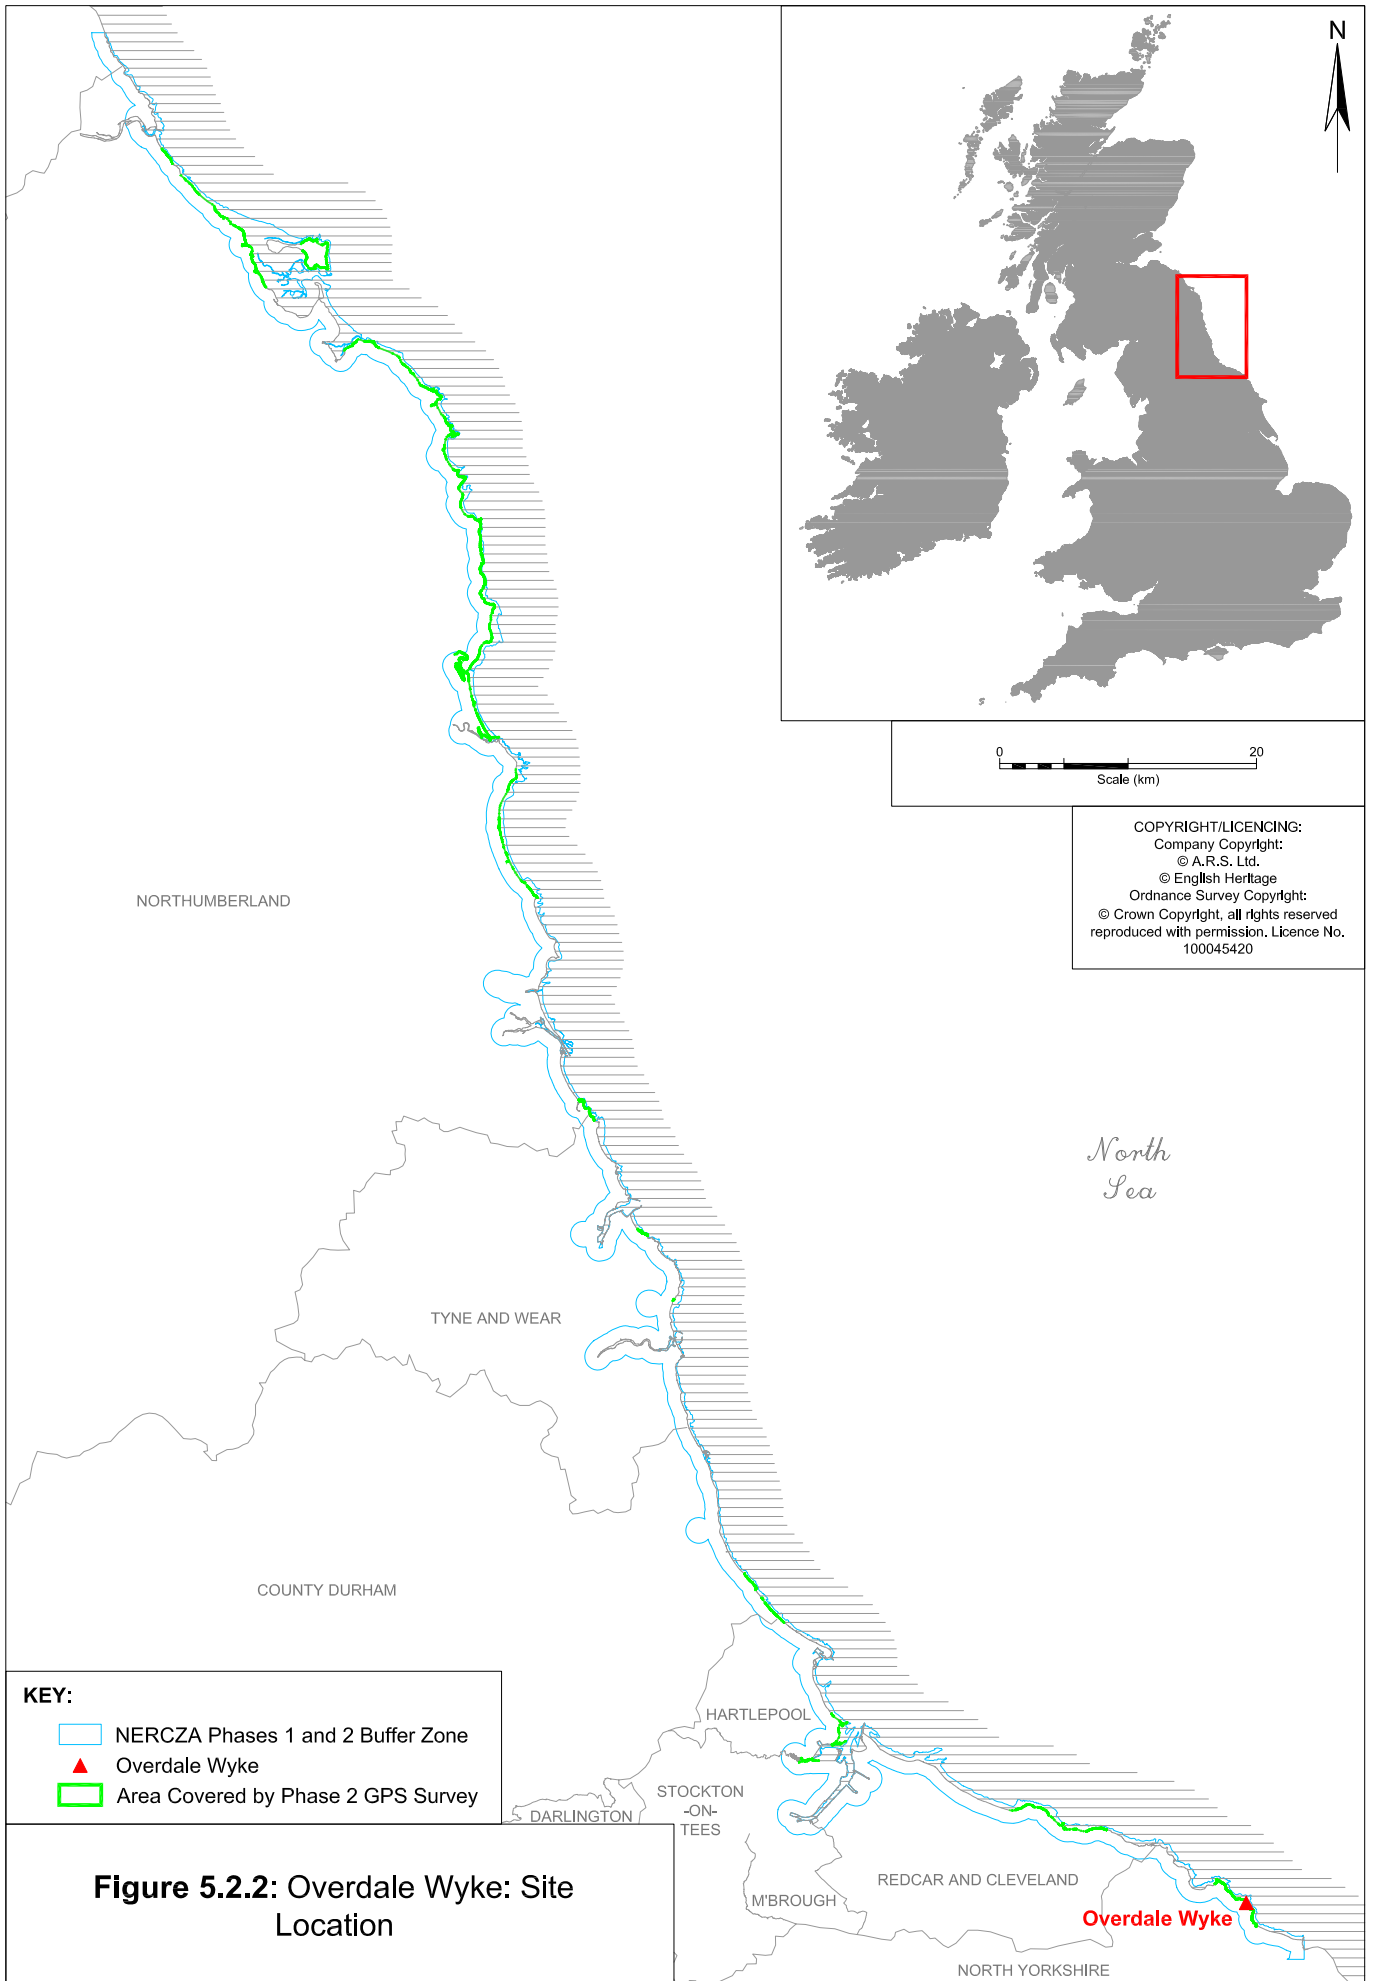 N
0 20
Scale (km)
COPYRIGHT/LICENCING:
Company Copyright:
© A.R.S. Ltd.
© English Heritage
Ordnance Survey Copyright:
© Crown Copyright, all rights reserved
reproduced with permission. Licence No.
100045420
NORTHUMBERLAND
North
Sea
TYNE AND WEAR
COUNTY DURHAM
HARTLEPOOL
STOCKTON
-ON-
TEES
DARLINGTON
M'BROUGH
REDCAR AND CLEVELAND
Overdale Wyke
NORTH YORKSHIRE
KEY:
NERCZA Phases 1 and 2 Buffer Zone
Overdale Wyke
Area Covered by Phase 2 GPS Survey
Figure 5.2.2: Overdale Wyke: Site
Location